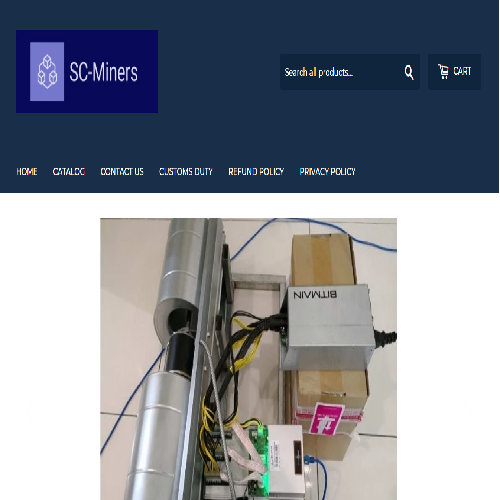 SC-Miners
Search all products...
CART
HOME CATALOG CONTACT US CUSTOMS DUTY REFUND POLICY PRIVACY POLICY
BITMAIN